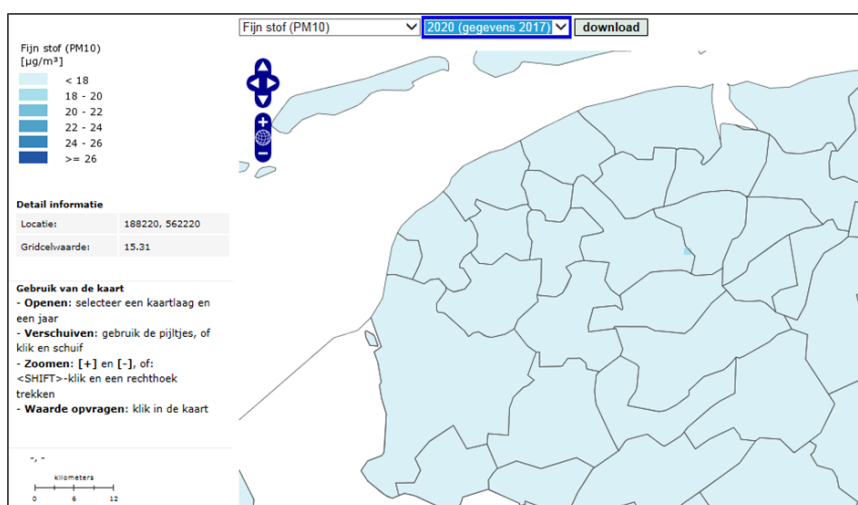 Fijn stof (PM10)
2020 (gegevens 2017)
download
Fijn stof (PM10)
[µg/m³]
< 18
18 - 20
20 - 22
22 - 24
24 - 26
>= 26
Detail informatie
Locatie: 188220, 562220
Gridcelwaarde: 15.31
Gebruik van de kaart
- Openen: selecteer een kaartlaag en
een jaar
- Verschuiven: gebruik de pijltjes, of
klik en schuif
- Zoomen: [+] en [-], of:
<SHIFT>-klik en een rechthoek
trekken
- Waarde opvragen: klik in de kaart
-, -
kilometers
0 6 12